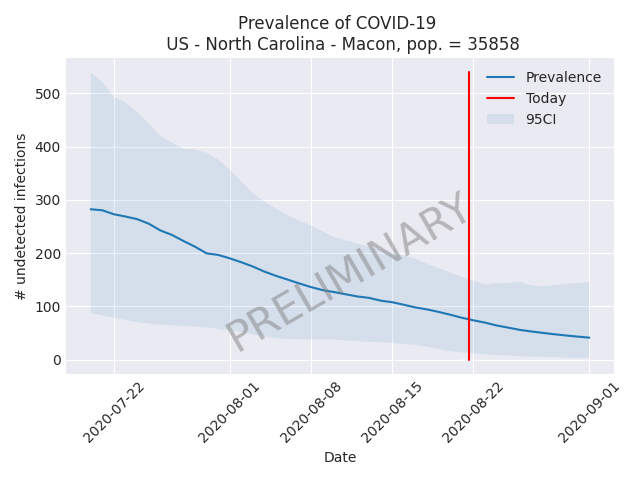 Prevalence of COVID-19
US - North Carolina - Macon, pop. = 35858
Prevalence
Today
95CI
# undetected infections
500
400
300
200
100
0
PRELIMINARY
2020-07-22
2020-08-01
2020-08-08
2020-08-15
2020-08-22
2020-09-01
Date